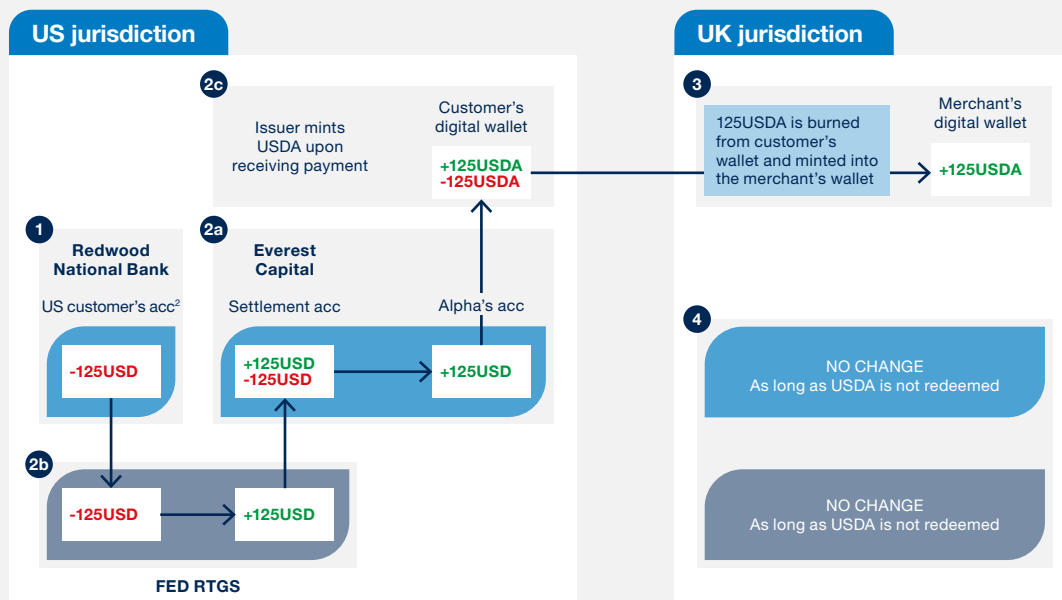 US jurisdiction
UK jurisdiction
2c
Issuer mints
USDA upon
receiving payment
Customer's
digital wallet
+125USDA
-125USDA
3
125USDA is burned
from customer's
wallet and minted into
the merchant's wallet
Merchant's
digital wallet
+125USDA
1
Redwood
National Bank
US customer's acc²
-125USD
2a
Everest
Capital
Settlement acc
Alpha's acc
+125USD
-125USD
+125USD
4
NO CHANGE
As long as USDA is not redeemed
2b
-125USD
+125USD
NO CHANGE
As long as USDA is not redeemed
FED RTGS